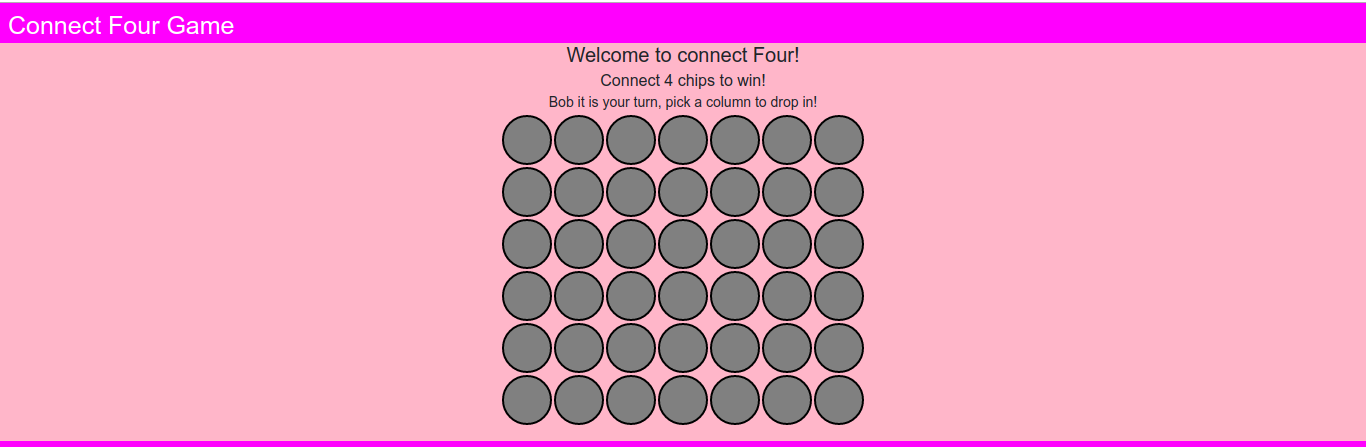 Connect Four Game
Welcome to connect Four!
Connect 4 chips to win!
Bob it is your turn, pick a column to drop in!